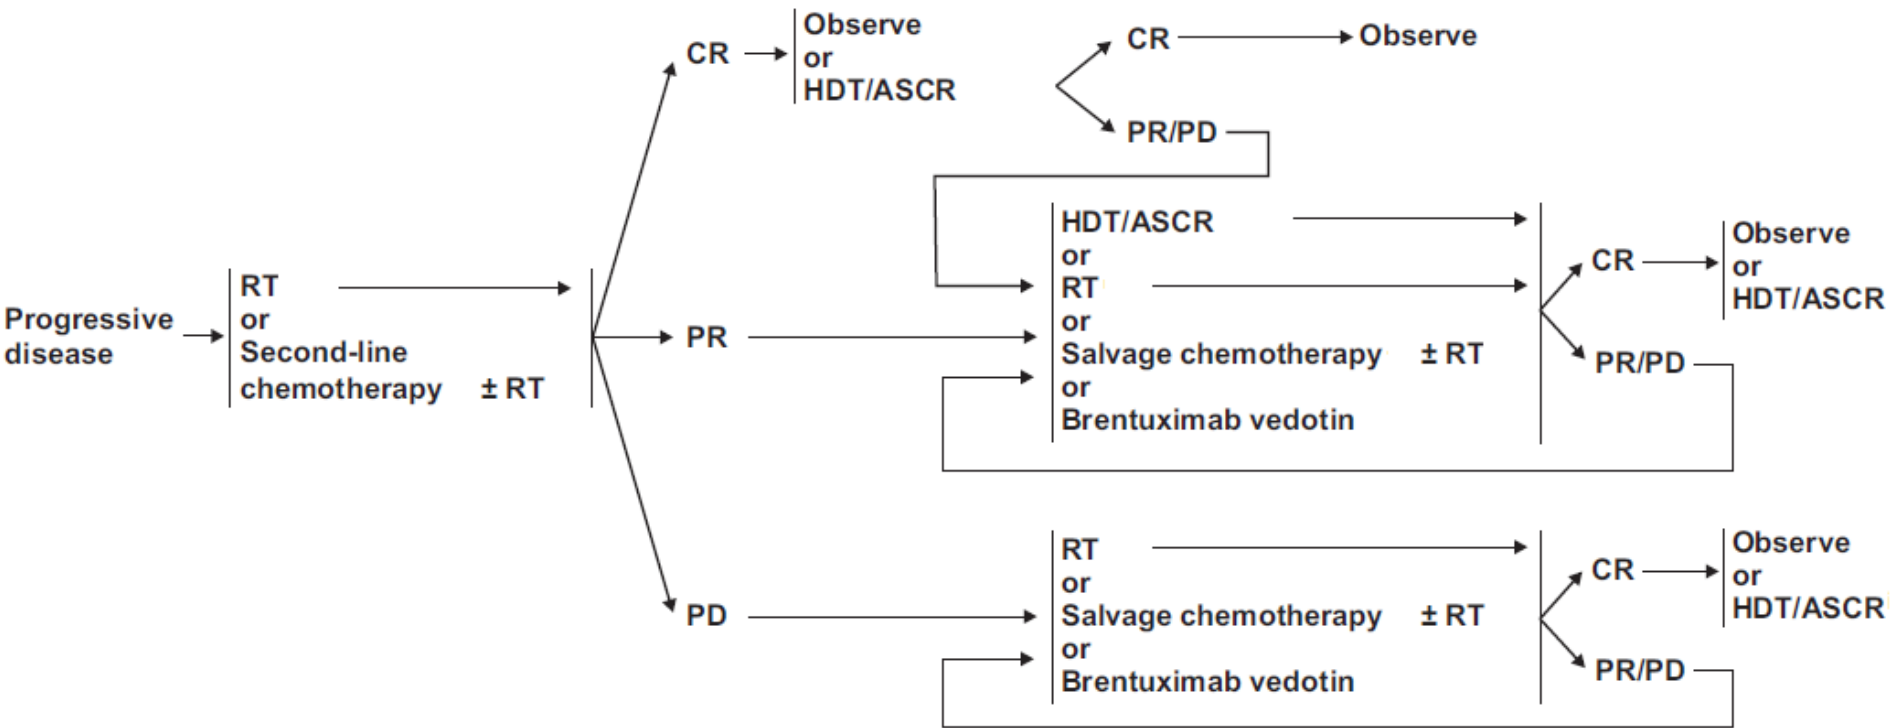 Progressive
disease
RT
or
Second-line
chemotherapy ± RT
CR
Observe
or
HDT/ASCR
CR
Observe
PR/PD
PR
HDT/ASCR
or
RT
or
Salvage chemotherapy ± RT
or
Brentuximab vedotin
CR
Observe
or
HDT/ASCR
PR/PD
PD
RT
or
Salvage chemotherapy ± RT
or
Brentuximab vedotin
CR
Observe
or
HDT/ASCR
PR/PD